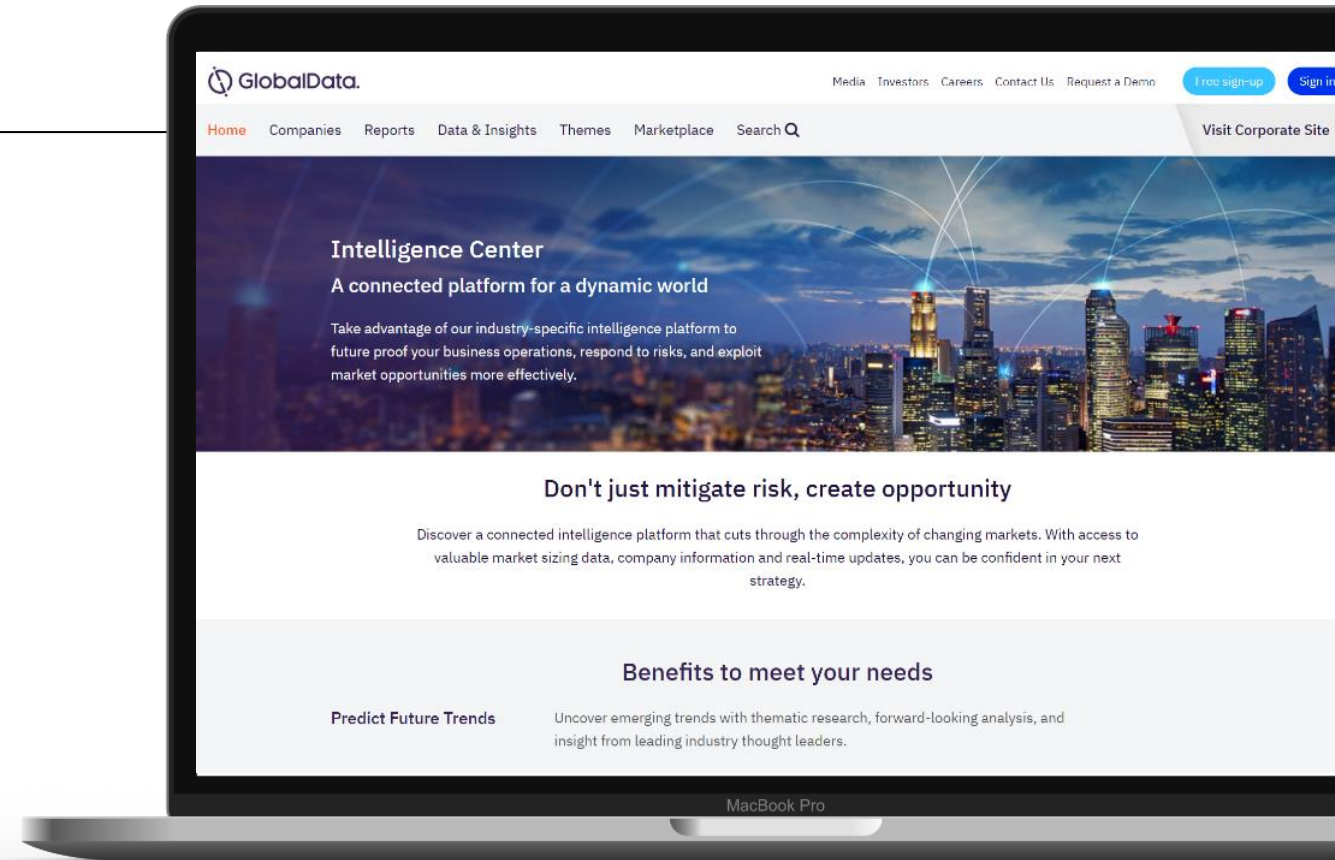 GlobalData.
Media Investors Careers Contact Us Request a Demo Free sign-up Sign in
Home Companies Reports Data & Insights Themes Marketplace Search
Visit Corporate Site
Intelligence Center
A connected platform for a dynamic world
Take advantage of our industry-specific intelligence platform to
future proof your business operations, respond to risks, and exploit
market opportunities more effectively.
Don't just mitigate risk, create opportunity
Discover a connected intelligence platform that cuts through the complexity of changing markets. With access to
valuable market sizing data, company information and real-time updates, you can be confident in your next
strategy.
Benefits to meet your needs
Predict Future Trends
Uncover emerging trends with thematic research, forward-looking analysis, and
insight from leading industry thought leaders.
MacBook Pro